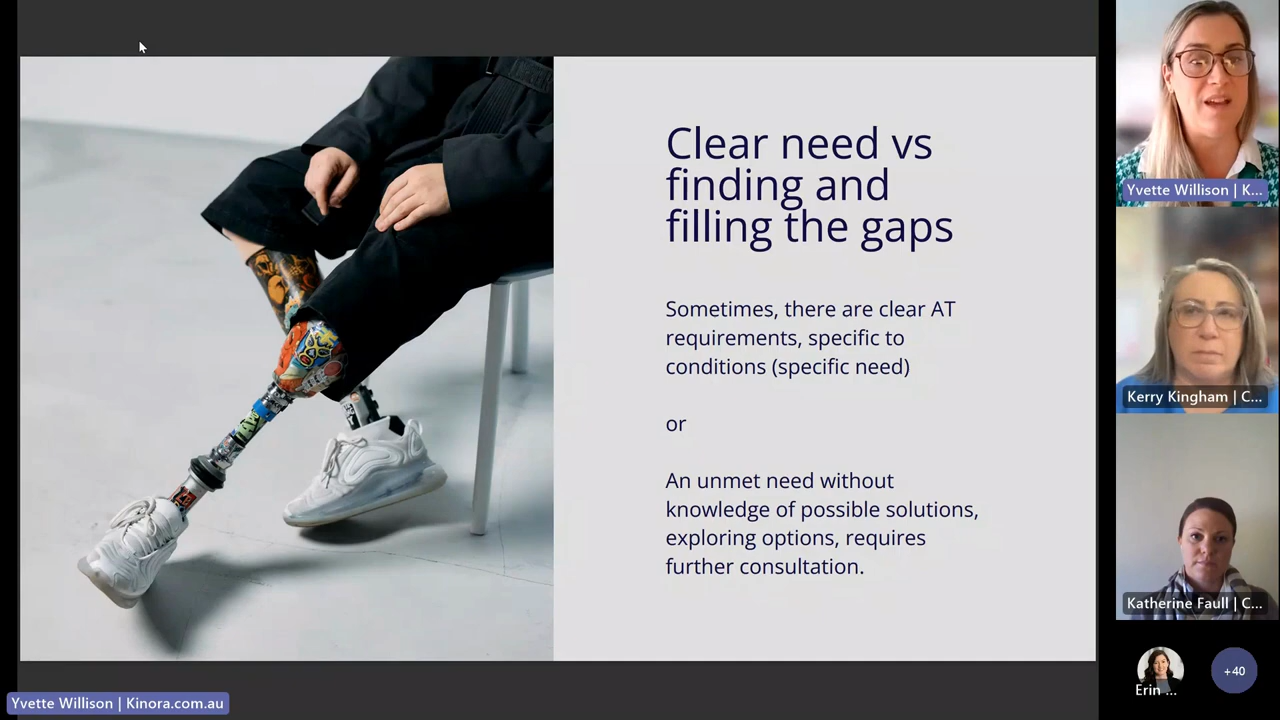 Clear need vs
finding and
filling the gaps
Sometimes, there are clear AT
requirements, specific to
conditions (specific need)
or
An unmet need without
knowledge of possible solutions,
exploring options, requires
further consultation.
Yvette Willison | K...
Kerry Kingham | C...
Katherine Faull | C...
Erin ...
+40
Yvette Willison | Kinora.com.au